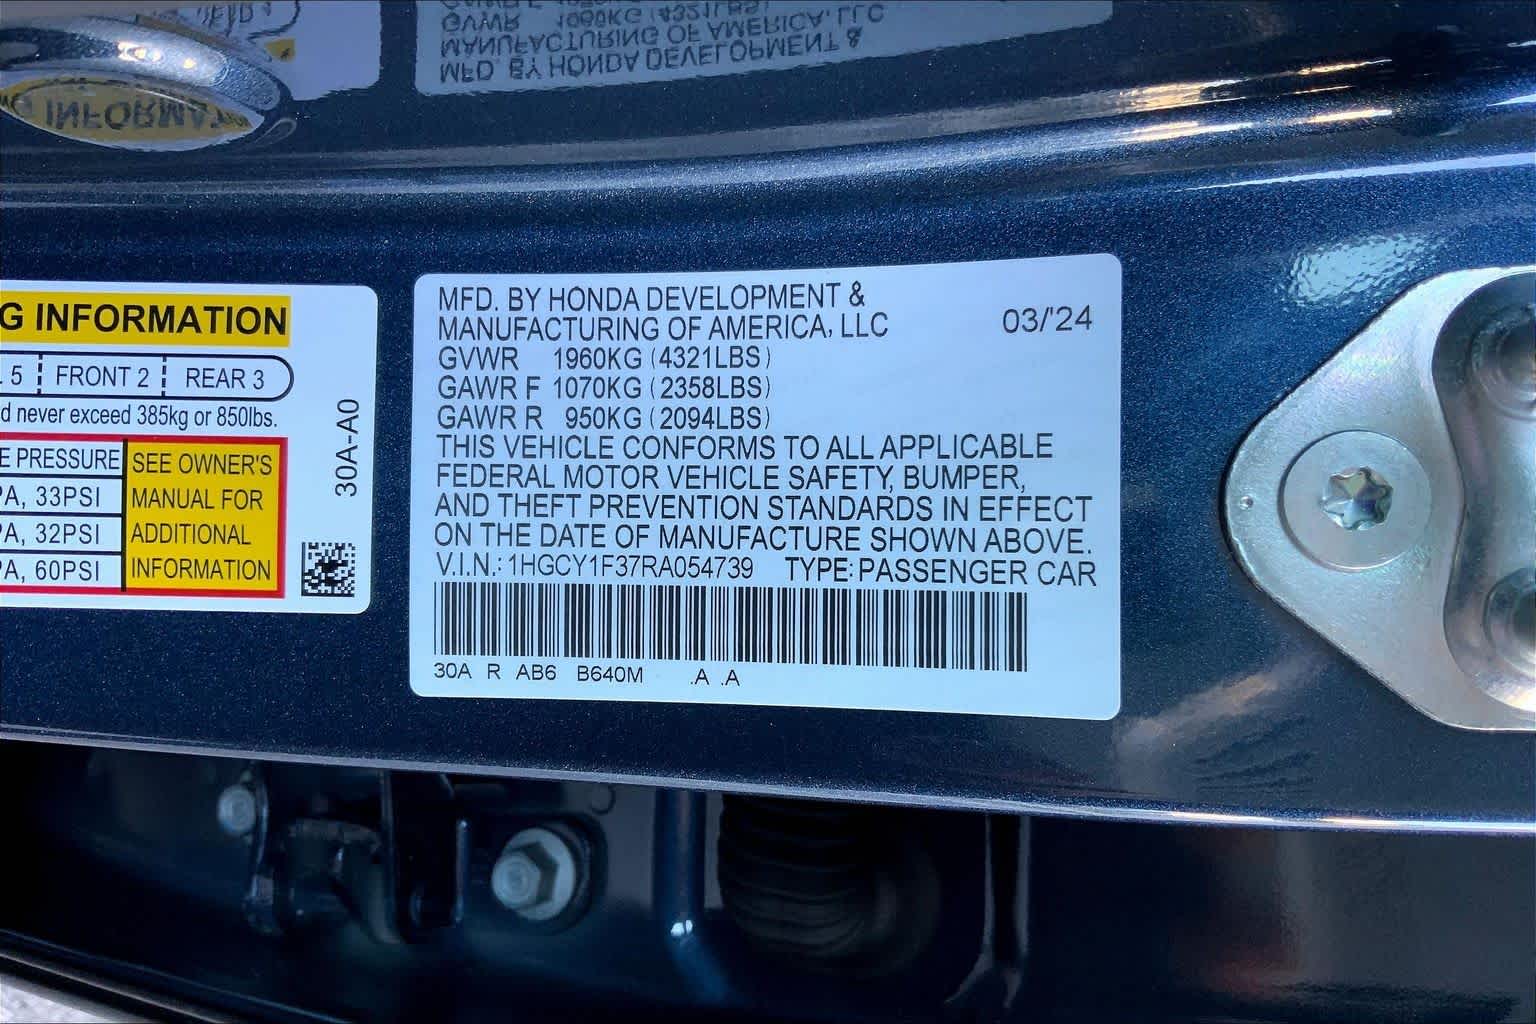 G INFORMATION
. 5 FRONT 2 REAR 3
d never exceed 385kg or 850lbs.
E PRESSURE
PA, 33PSI
PA, 32PSI
PA, 60PSI
SEE OWNER'S
MANUAL FOR
ADDITIONAL
INFORMATION
30A-A0
MFD. BY HONDA DEVELOPMENT &
MANUFACTURING OF AMERICA, LLC 03/'24
GVWR 1960KG (4321LBS)
GAWR F 1070KG (2358LBS)
GAWR R 950KG (2094LBS)
THIS VEHICLE CONFORMS TO ALL APPLICABLE
FEDERAL MOTOR VEHICLE SAFETY, BUMPER,
AND THEFT PREVENTION STANDARDS IN EFFECT
ON THE DATE OF MANUFACTURE SHOWN ABOVE.
V.I.N.: 1HGCY1F37RA054739 TYPE: PASSENGER CAR
30A R AB6 B640M .A .A